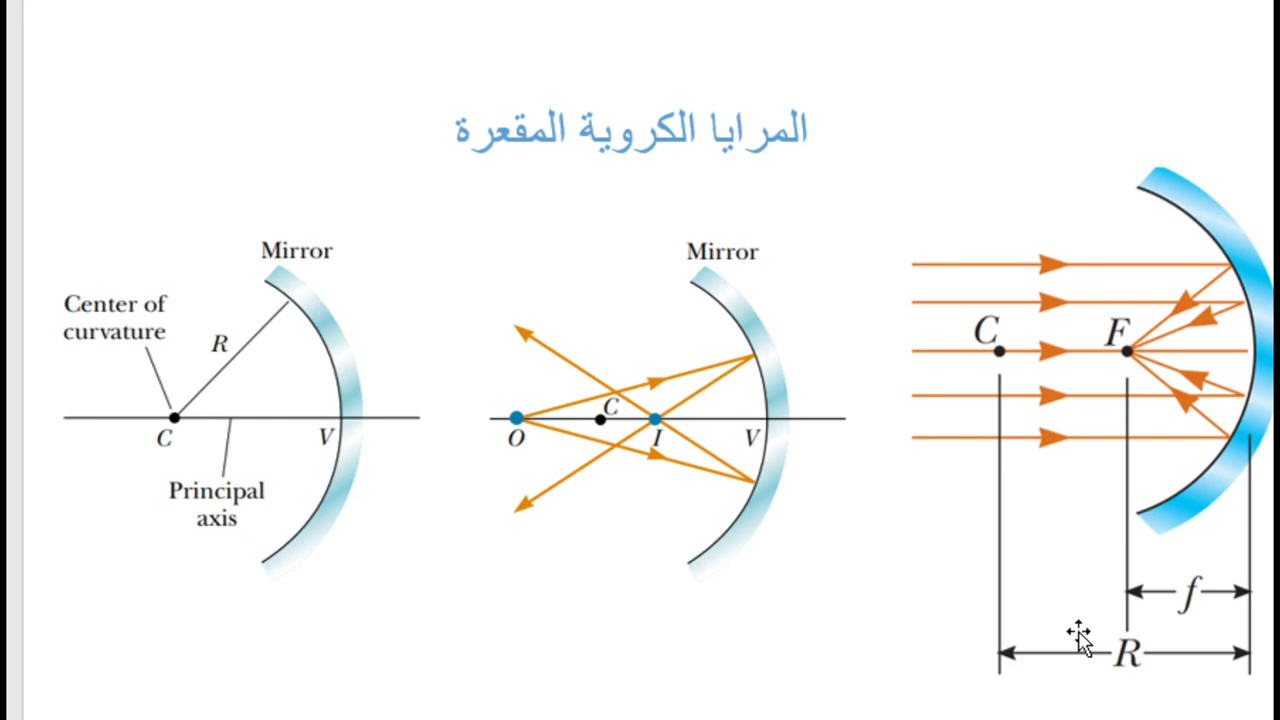 المرايا الكروية المقعرة
Mirror
Center of
curvature
R
C
V
Principal
axis
Mirror
C
O
I
V
C
F
f
R